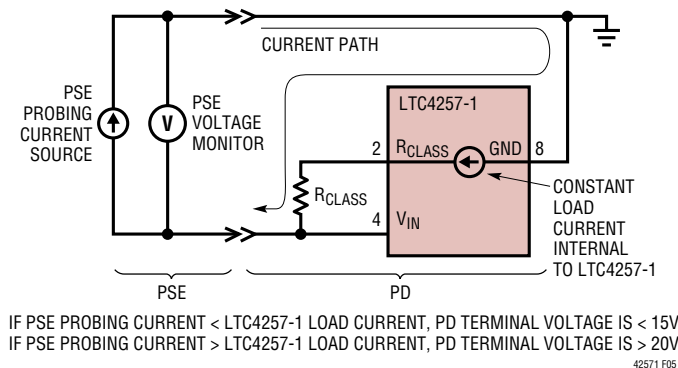 CURRENT PATH
PSE
PROBING
CURRENT
SOURCE
V
PSE
VOLTAGE
MONITOR
LTC4257-1
2
RCLASS
GND
8
RCLASS
4
VIN
CONSTANT
LOAD
CURRENT
INTERNAL
TO LTC4257-1
PSE
PD
IF PSE PROBING CURRENT < LTC4257-1 LOAD CURRENT, PD TERMINAL VOLTAGE IS < 15V
IF PSE PROBING CURRENT > LTC4257-1 LOAD CURRENT, PD TERMINAL VOLTAGE IS > 20V
42571 F05